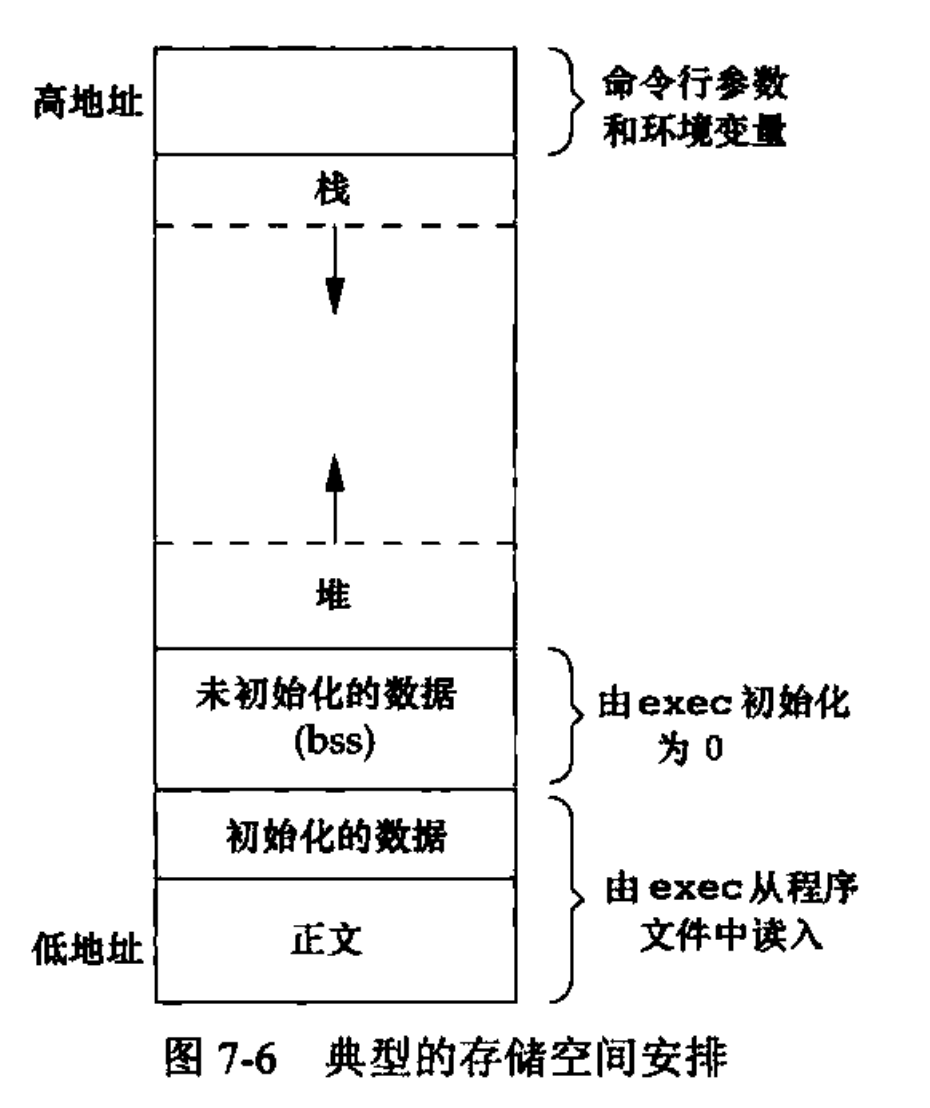 高地址
命令行参数
和环境变量
栈
堆
未初始化的数据
(bss)
由exec初始化
为 0
初始化的数据
由exec从程序
文件中读入
正文
低地址
图 7-6 典型的存储空间安排